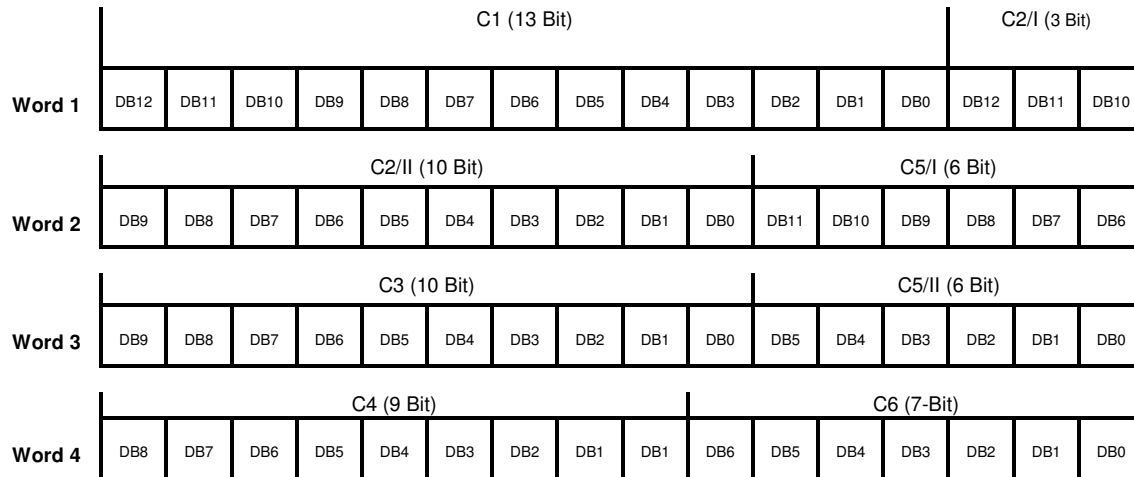 C1 (13 Bit) C2/I (3 Bit)
Word 1 DB12 DB11 DB10 DB9 DB8 DB7 DB6 DB5 DB4 DB3 DB2 DB1 DB0 DB12 DB11 DB10
C2/II (10 Bit) C5/I (6 Bit)
Word 2 DB9 DB8 DB7 DB6 DB5 DB4 DB3 DB2 DB1 DB0 DB11 DB10 DB9 DB8 DB7 DB6
C3 (10 Bit) C5/II (6 Bit)
Word 3 DB9 DB8 DB7 DB6 DB5 DB4 DB3 DB2 DB1 DB0 DB5 DB4 DB3 DB2 DB1 DB0
C4 (9 Bit) C6 (7-Bit)
Word 4 DB8 DB7 DB6 DB5 DB4 DB3 DB2 DB1 DB1 DB6 DB5 DB4 DB3 DB2 DB1 DB0